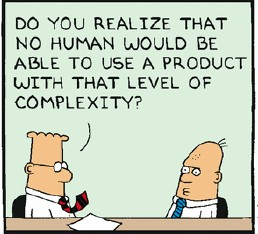 DO YOU REALIZE THAT
NO HUMAN WOULD BE
ABLE TO USE A PRODUCT
WITH THAT LEVEL OF
COMPLEXITY?